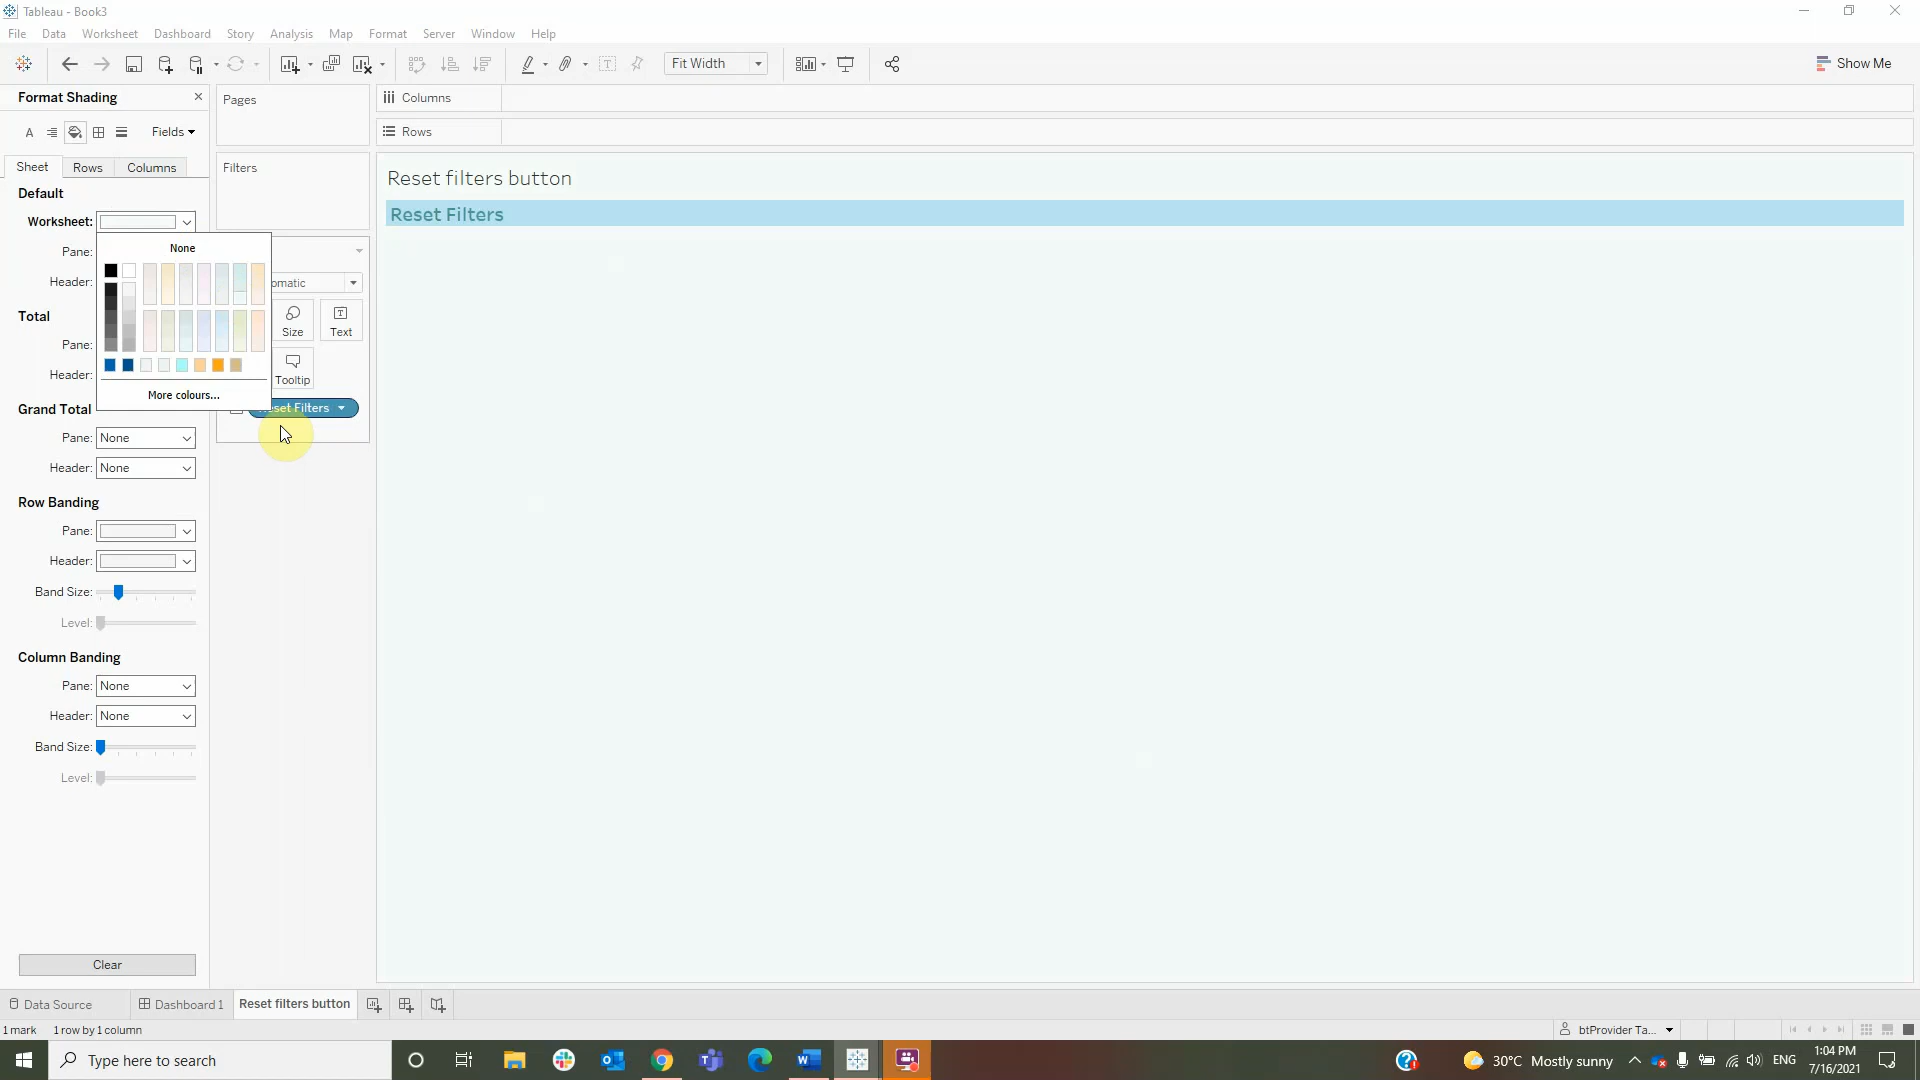 Tableau - Book3
File Data Worksheet Dashboard Story Analysis Map Format Server Window Help
Fit Width
Show Me
Format Shading
Fields
Sheet Rows Columns
Default
Worksheet:
None
Pane:
Header:
Total
Pane:
Header:
More colours...
Grand Total
Pane: None
Header: None
Row Banding
Pane:
Header:
Band Size:
Level:
Column Banding
Pane: None
Header: None
Band Size:
Level:
Clear
Pages
Filters
omatic
Size Text
Tooltip
set Filters
Columns
Rows
Reset filters button
Reset Filters
Data Source Dashboard 1 Reset filters button
1 mark 1 row by 1 column
btProvider Ta...
Type here to search
30°C Mostly sunny
ENG
1:04 PM
7/16/2021